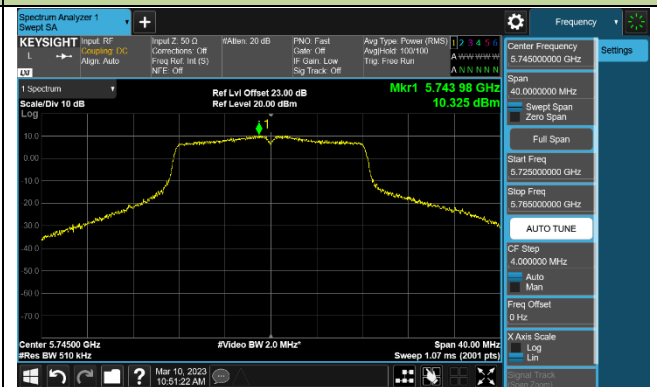 Spectrum Analyzer 1
Swept SA
+
Frequency
KEYSIGHT
L
Input: RF
Coupling: DC
Align: Auto
Input Z: 50 Ω
Corrections: Off
Freq Ref: Int (S)
NFE: Off
#Atten: 20 dB
PNO: Fast
Gate: Off
IF Gain: Low
Sig Track: Off
Avg Type: Power (RMS)
Avg|Hold: 100/100
Trig: Free Run
1 2 3 4 5 6
A W W W W W
A N N N N N
LXI
1 Spectrum
Scale/Div 10 dB
Log
Ref Lvl Offset 23.00 dB
Ref Level 20.00 dBm
Mkr1 5.743 98 GHz
10.325 dBm
1
10.0
0.00
-10.0
-20.0
-30.0
-40.0
-50.0
-60.0
-70.0
Center 5.74500 GHz
#Res BW 510 kHz
#Video BW 2.0 MHz*
Span 40.00 MHz
Sweep 1.07 ms (2001 pts)
?
Mar 10, 2023
10:51:22 AM
Center Frequency
5.745000000 GHz
Settings
Span
40.0000000 MHz
Swept Span
Zero Span
Full Span
Start Freq
5.725000000 GHz
Stop Freq
5.765000000 GHz
AUTO TUNE
CF Step
4.000000 MHz
Auto
Man
Freq Offset
0 Hz
X Axis Scale
Log
Lin
Signal Track
(Span Zoom)